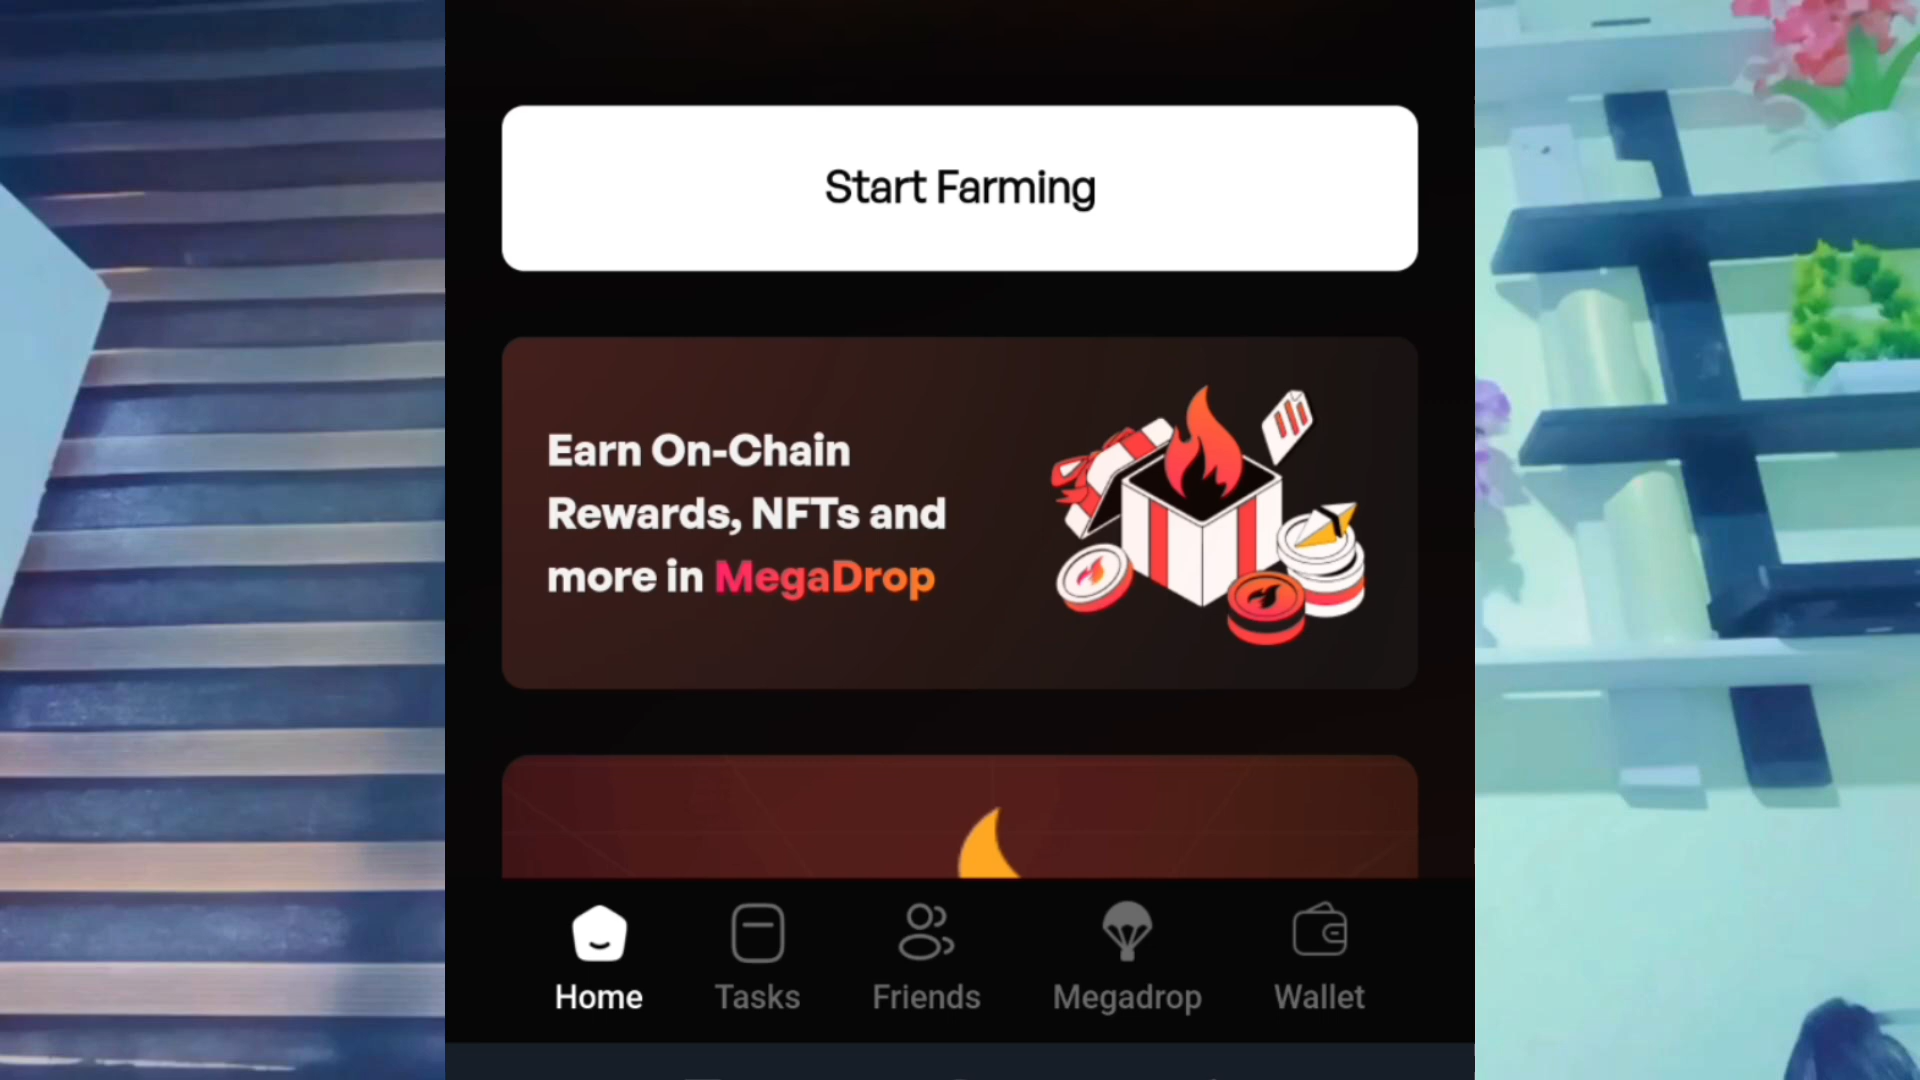 Start Farming
Earn On-Chain
Rewards, NFTs and
more in MegaDrop
Home
Tasks
Friends
Megadrop
Wallet